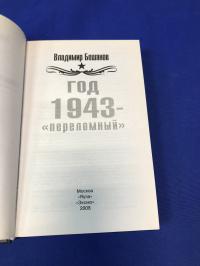 Владимир Бешанов
ГОД
1943-
«переломный»
Москва
«Яуза»
«Эксмо»
2008